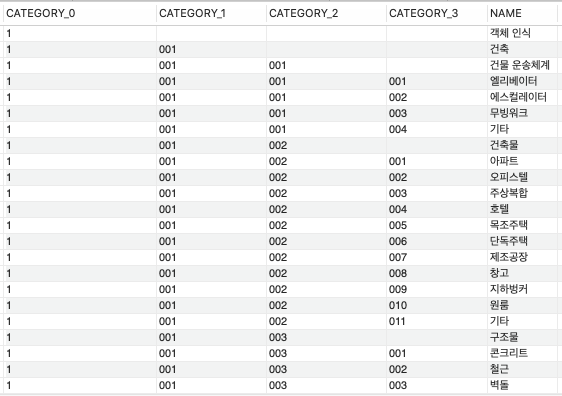 CATEGORY_0 CATEGORY_1 CATEGORY_2 CATEGORY_3 NAME
1 객체 인식
1 001 건축
1 001 001 건물 운송체계
1 001 001 001 엘리베이터
1 001 001 002 에스컬레이터
1 001 001 003 무빙워크
1 001 001 004 기타
1 001 002 건축물
1 001 002 001 아파트
1 001 002 002 오피스텔
1 001 002 003 주상복합
1 001 002 004 호텔
1 001 002 005 목조주택
1 001 002 006 단독주택
1 001 002 007 제조공장
1 001 002 008 창고
1 001 002 009 지하벙커
1 001 002 010 원룸
1 001 002 011 기타
1 001 003 구조물
1 001 003 001 콘크리트
1 001 003 002 철근
1 001 003 003 벽돌